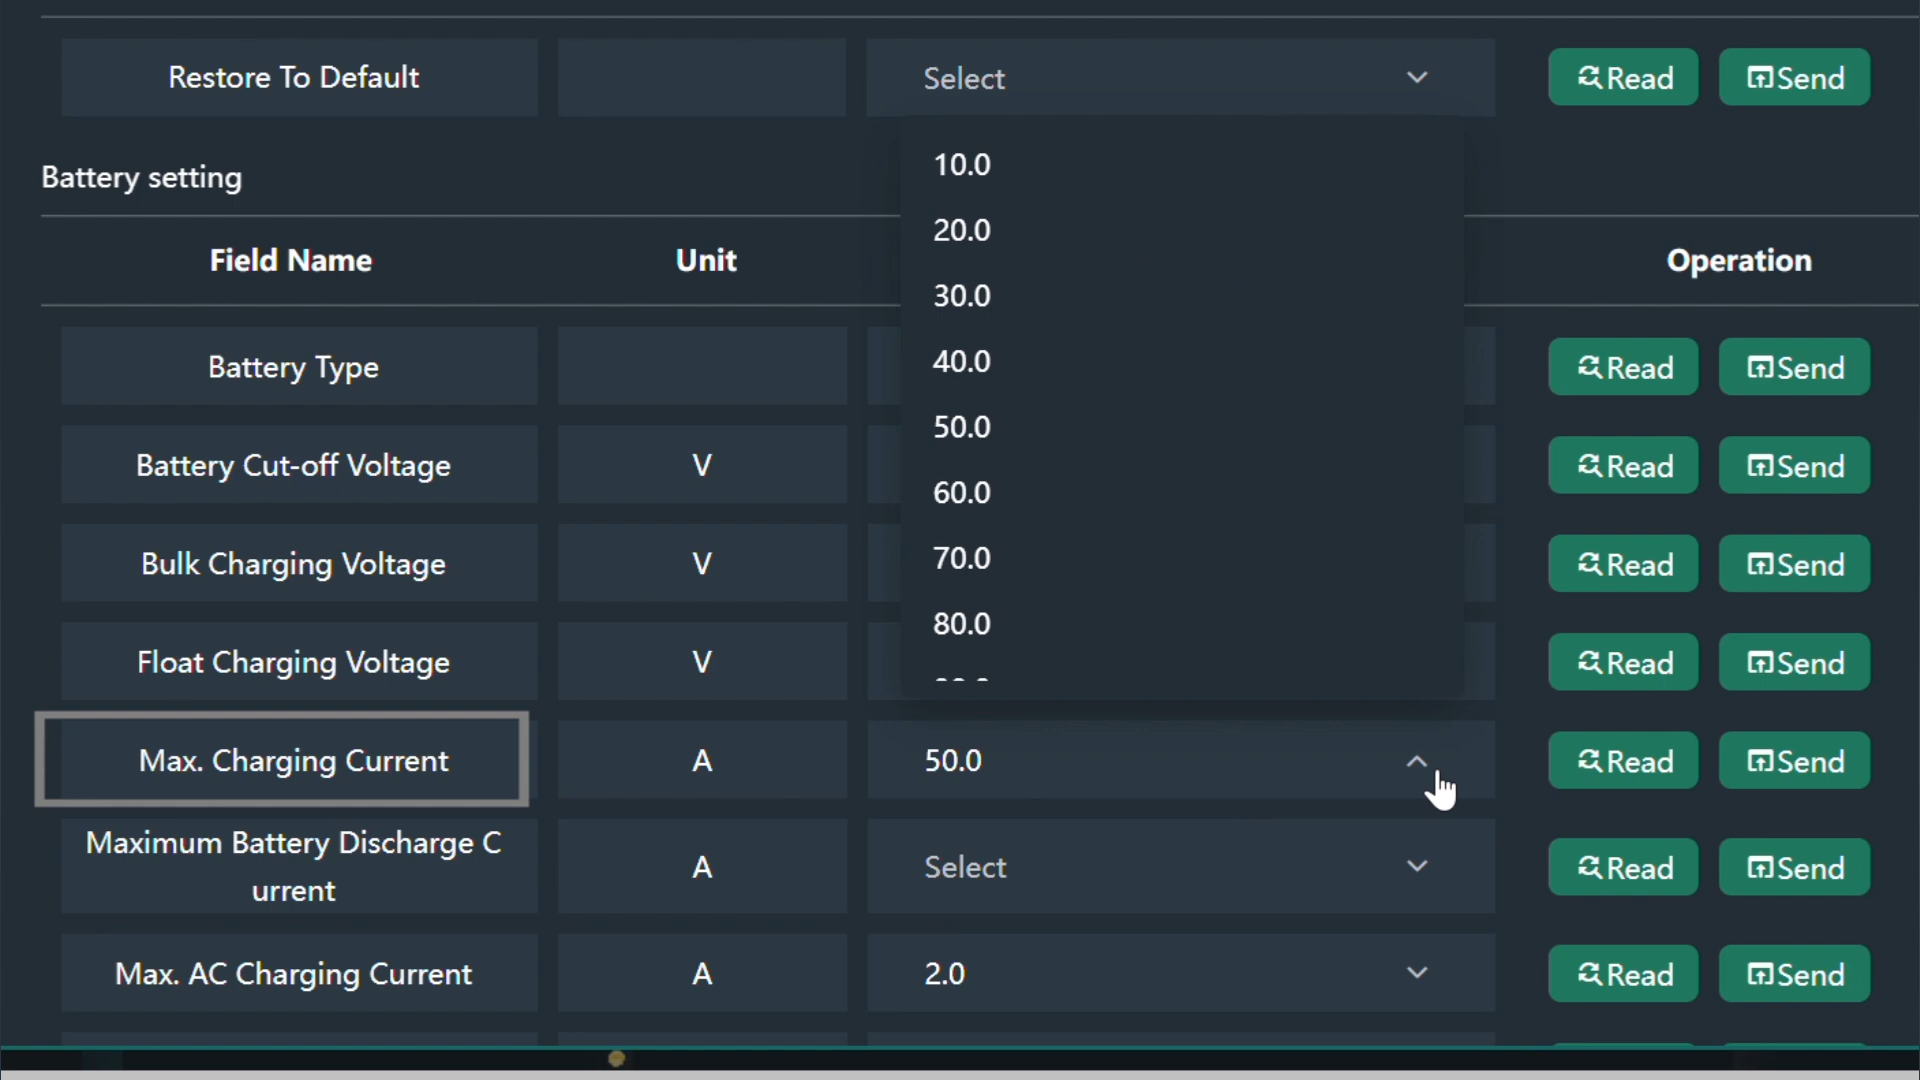 Restore To Default Select Read Send
10.0
Battery setting
20.0
Field Name Unit Operation
30.0
Battery Type 40.0 Read Send
50.0
Battery Cut-off Voltage V Read Send
60.0
Bulk Charging Voltage V 70.0 Read Send
80.0
Float Charging Voltage V Read Send
Max. Charging Current A 50.0 Read Send
Maximum Battery Discharge C
urrent A Select Read Send
Max. AC Charging Current A 2.0 Read Send